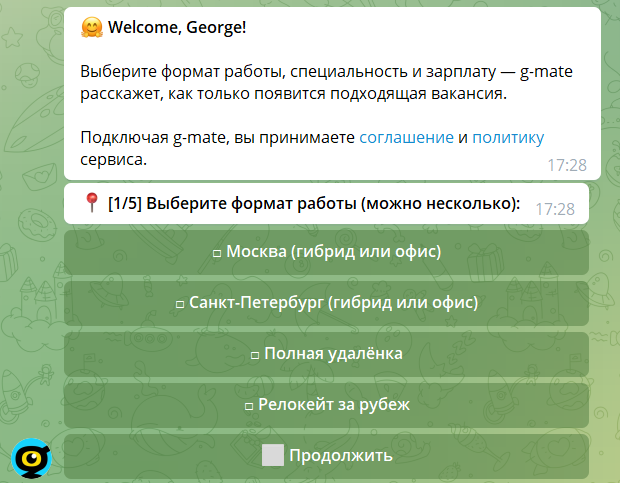 🤗 Welcome, George!
Выберите формат работы, специальность и зарплату — g-mate
расскажет, как только появится подходящая вакансия.
Подключая g-mate, вы принимаете соглашение и политику
сервиса.
17:28
📍 [1/5] Выберите формат работы (можно несколько):
17:28
□ Москва (гибрид или офис)
□ Санкт-Петербург (гибрид или офис)
□ Полная удалёнка
□ Релокейт за рубеж
⬜ Продолжить